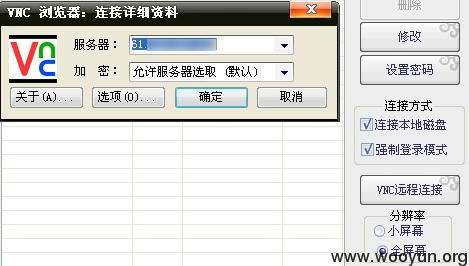 VNC 浏览器: 连接详细资料
服务器: 61.
加 密: 允许服务器选取 (默认)
关于(A)... 选项(O)... 确定 取消
删除
修改
设置密码
连接方式
连接本地磁盘
强制登录模式
VNC远程连接
分辨率
小屏幕
全屏幕
www.wooyun.org